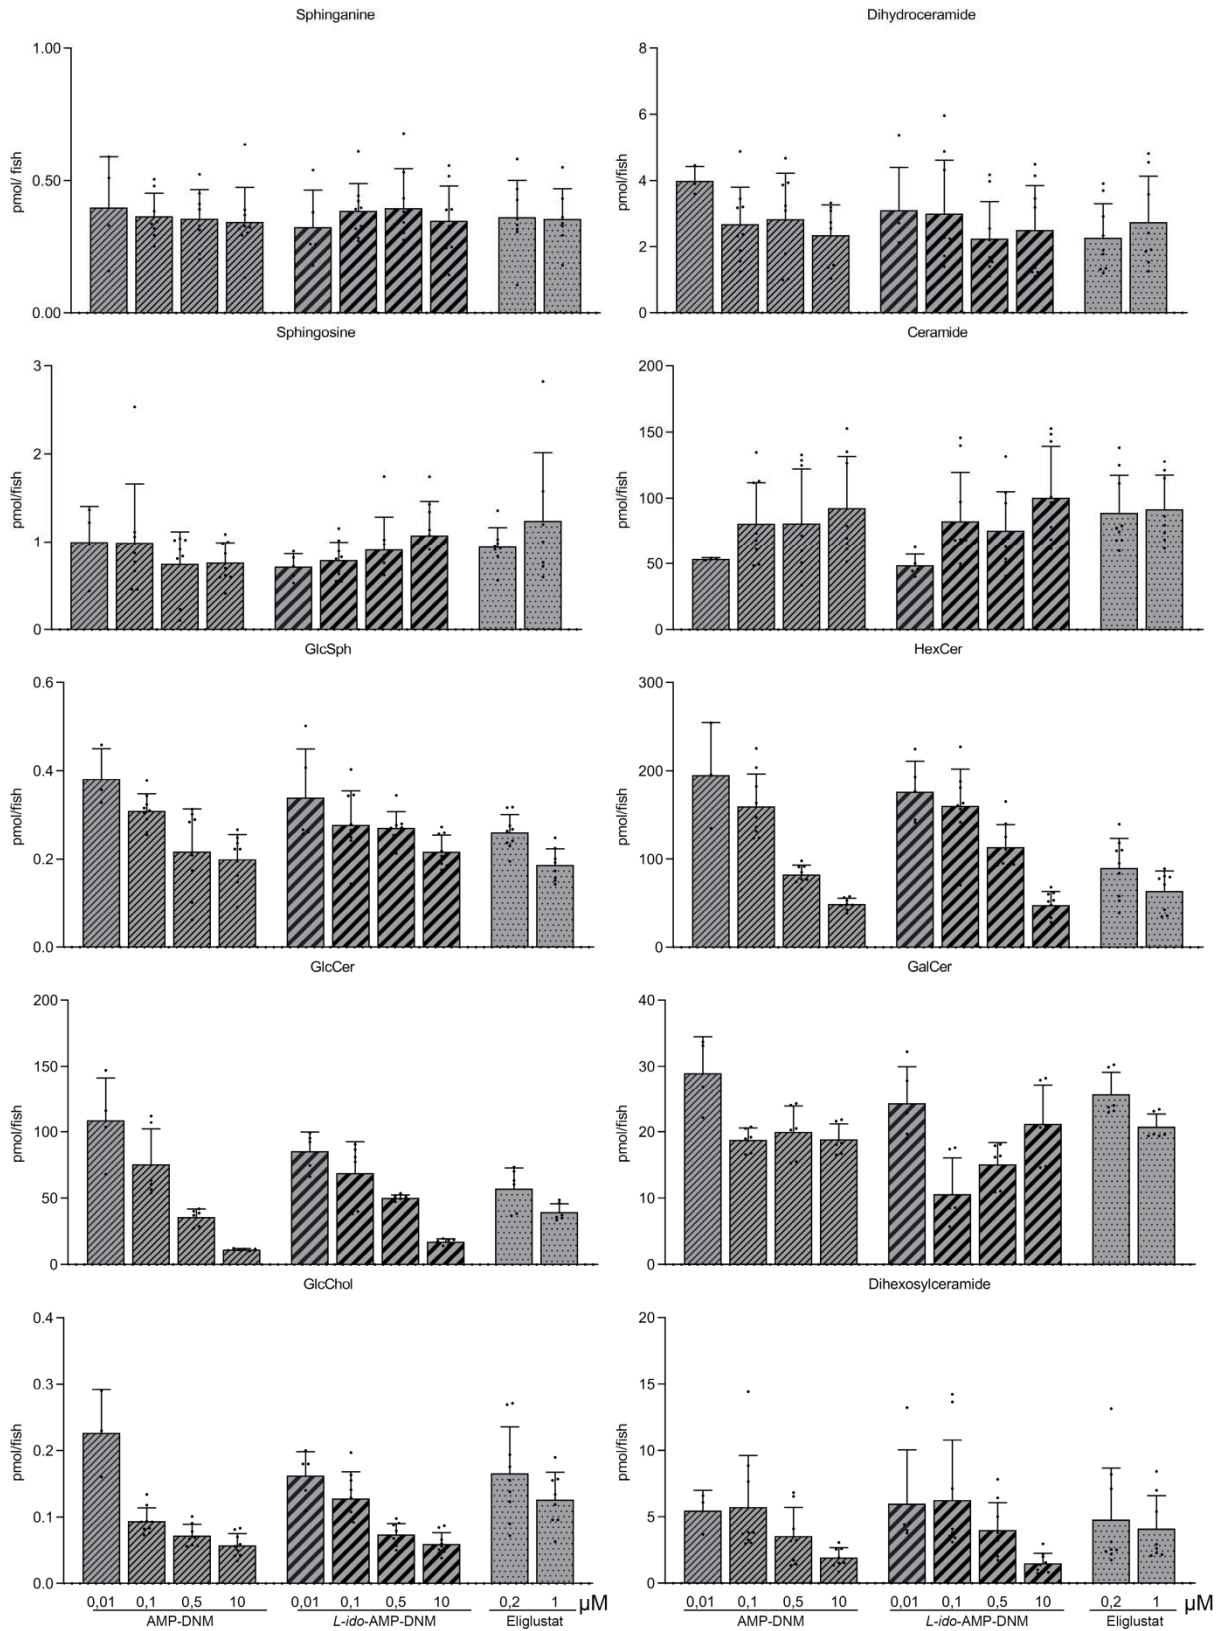 Sphinganine
pmol/ fish
1.00
0.50
0.00
Dihydroceramide
pmol/fish
8
6
4
2
0
Sphingosine
pmol/fish
3
2
1
0
Ceramide
pmol/fish
200
150
100
50
0
GlcSph
pmol/fish
0.6
0.4
0.2
0.0
HexCer
pmol/fish
300
200
100
0
GlcCer
pmol/fish
200
150
100
50
0
GalCer
pmol/fish
40
30
20
10
0
GlcChol
pmol/fish
0.4
0.3
0.2
0.1
0.0
0,01 0,1 0,5 10 0,01 0,1 0,5 10 0,2 1 µM
AMP-DNM L-ido-AMP-DNM Eliglustat
Dihexosylceramide
pmol/fish
20
15
10
5
0
0,01 0,1 0,5 10 0,01 0,1 0,5 10 0,2 1 µM
AMP-DNM L-ido-AMP-DNM Eliglustat